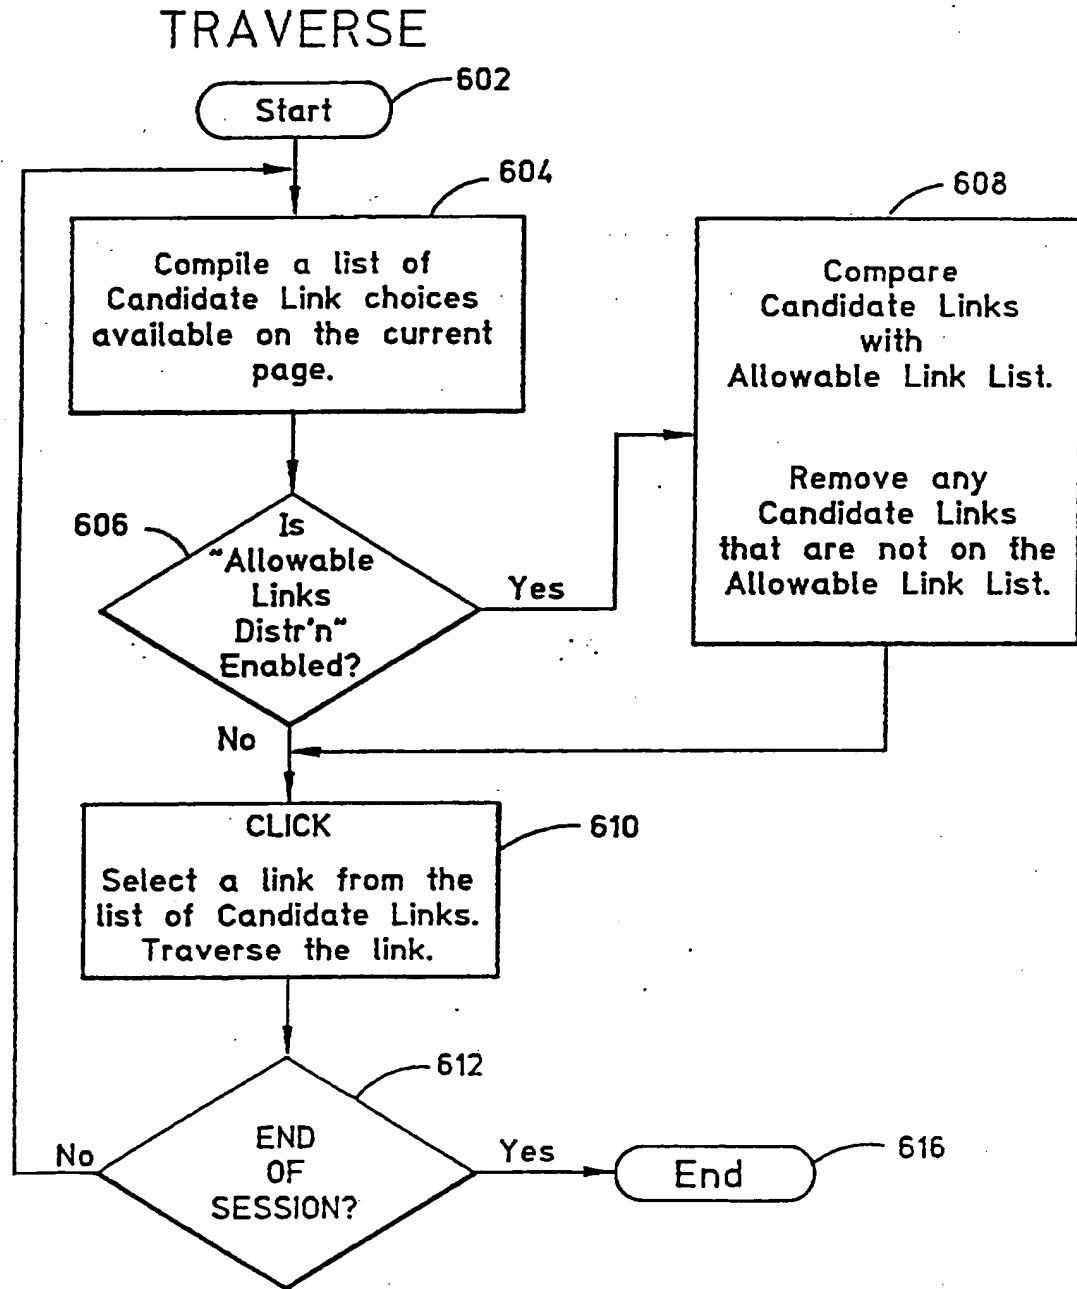 TRAVERSE
Start
602
604
Compile a list of
Candidate Link choices
available on the current
page.
608
Compare
Candidate Links
with
Allowable Link List.
Remove any
Candidate Links
that are not on the
Allowable Link List.
606
Is
"Allowable
Links
Distr'n"
Enabled?
Yes
No
CLICK
610
Select a link from the
list of Candidate Links.
Traverse the link.
612
END
OF
SESSION?
No
Yes
End
616